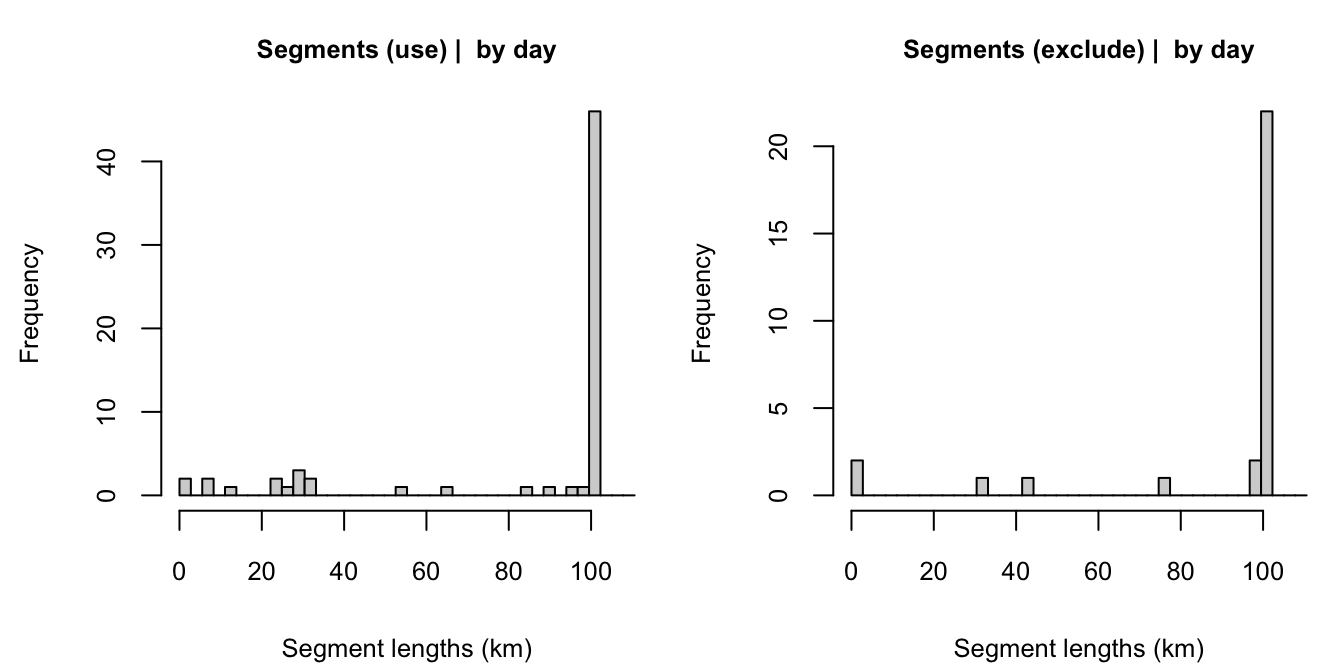 Segments (use) |  by day
Frequency
40
30
20
10
0
0 20 40 60 80 100
Segment lengths (km)
Segments (exclude) |  by day
Frequency
20
15
10
5
0
0 20 40 60 80 100
Segment lengths (km)